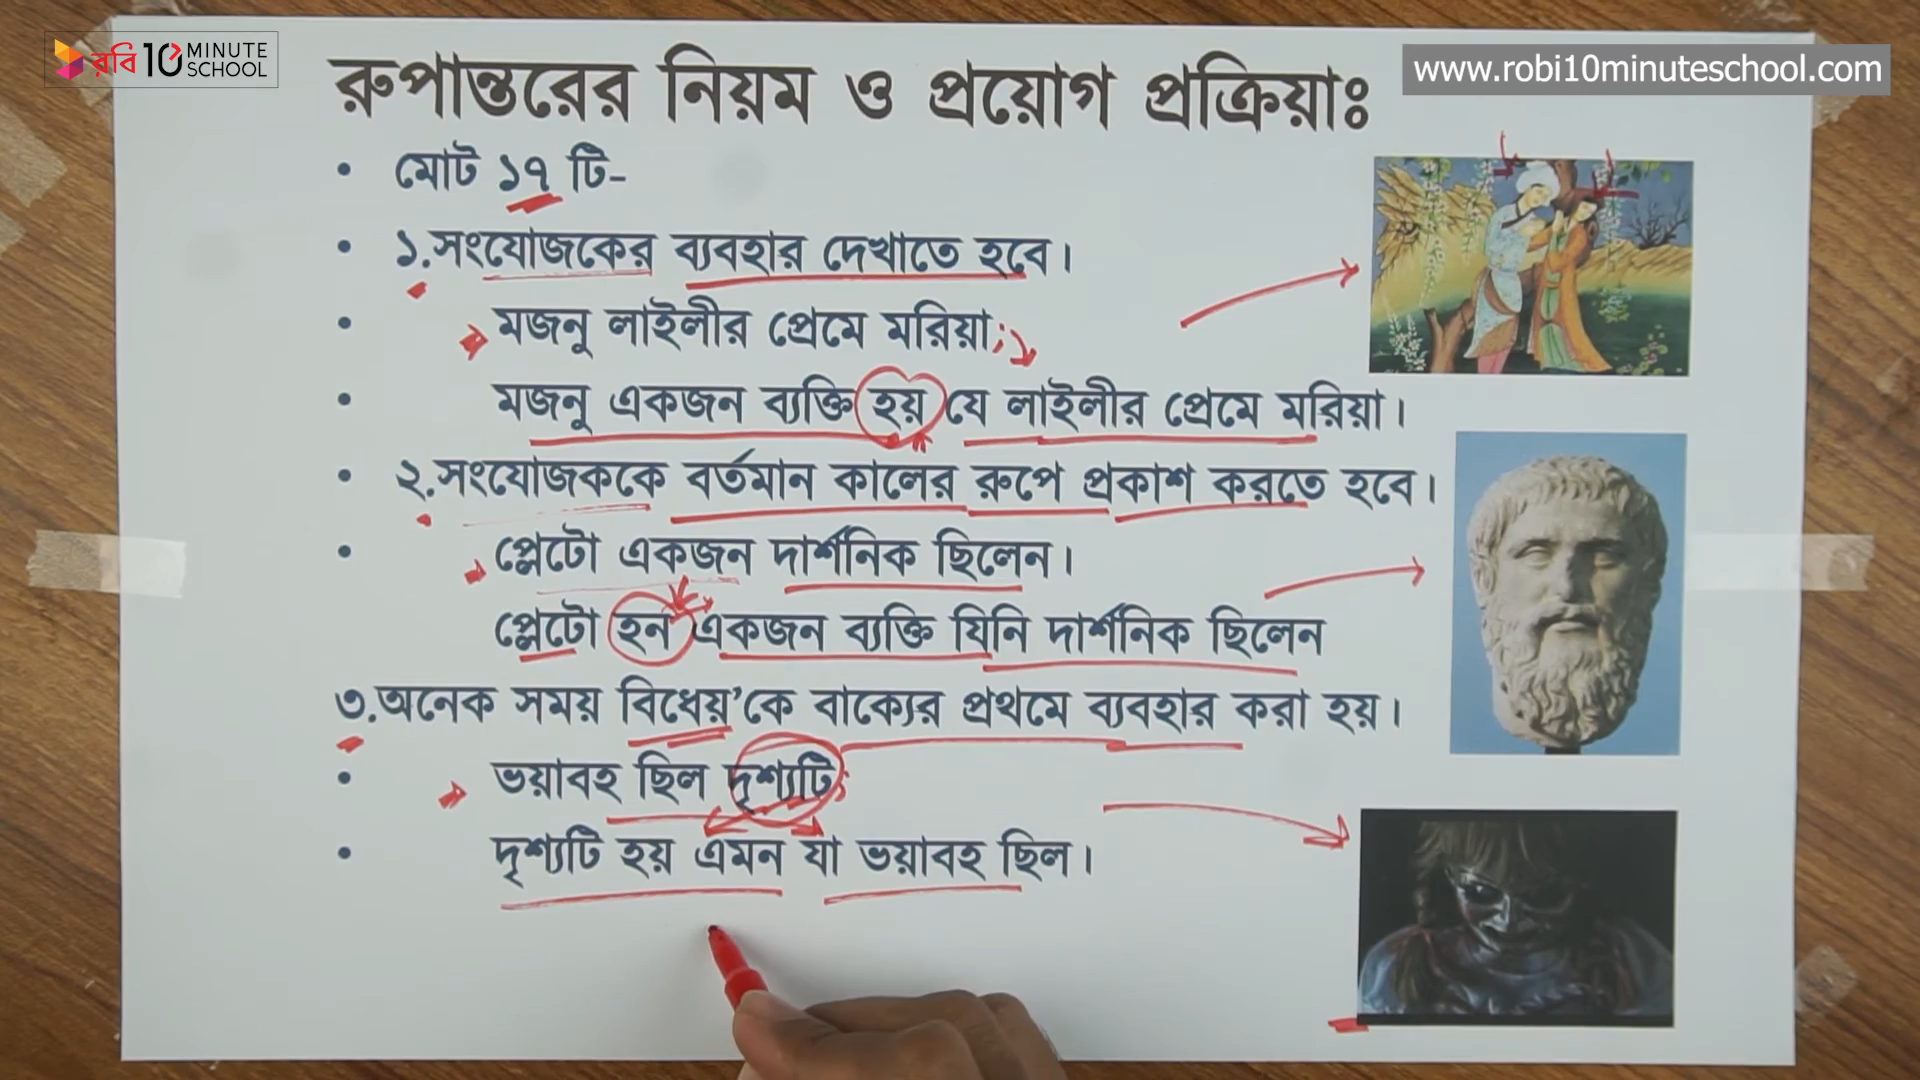 রবি 10 MINUTE SCHOOL
www.robi10minuteschool.com
রুপান্তরের নিয়ম ও প্রয়োগ প্রক্রিয়াঃ
• মোট ১৭ টি-
• ১.সংযোজকের ব্যবহার দেখাতে হবে।
• মজনু লাইলীর প্রেমে মরিয়া;
• মজনু একজন ব্যক্তি হয় যে লাইলীর প্রেমে মরিয়া।
• ২.সংযোজককে বর্তমান কালের রুপে প্রকাশ করতে হবে।
• প্লেটো একজন দার্শনিক ছিলেন।
প্লেটো হন একজন ব্যক্তি যিনি দার্শনিক ছিলেন
৩.অনেক সময় বিধেয়’কে বাক্যের প্রথমে ব্যবহার করা হয়।
• ভয়াবহ ছিল দৃশ্যটি;
• দৃশ্যটি হয় এমন যা ভয়াবহ ছিল।